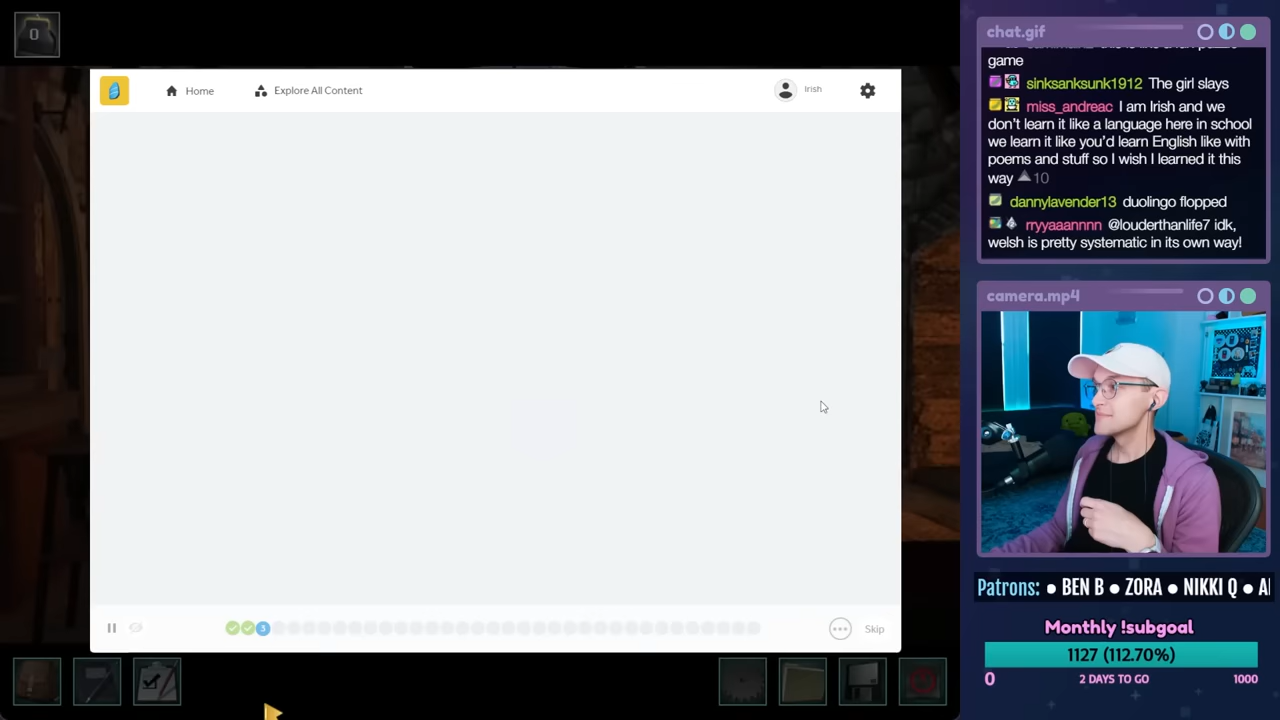 0
Home
Explore All Content
Irish
3
Skip
chat.gif
game
sinksanksunk1912 The girl slays
miss_andreac I am Irish and we
don't learn it like a language here in school
we learn it like you'd learn English like with
poems and stuff so I wish I learned it this
way 10
dannylavender13 duolingo flopped
rryyaaannnn @louderthanlife7 idk,
welsh is pretty systematic in its own way!
camera.mp4
Patrons: ● BEN B ● ZORA ● NIKKI Q ●
Monthly !subgoal
1127 (112.70%)
0 2 DAYS TO GO 1000